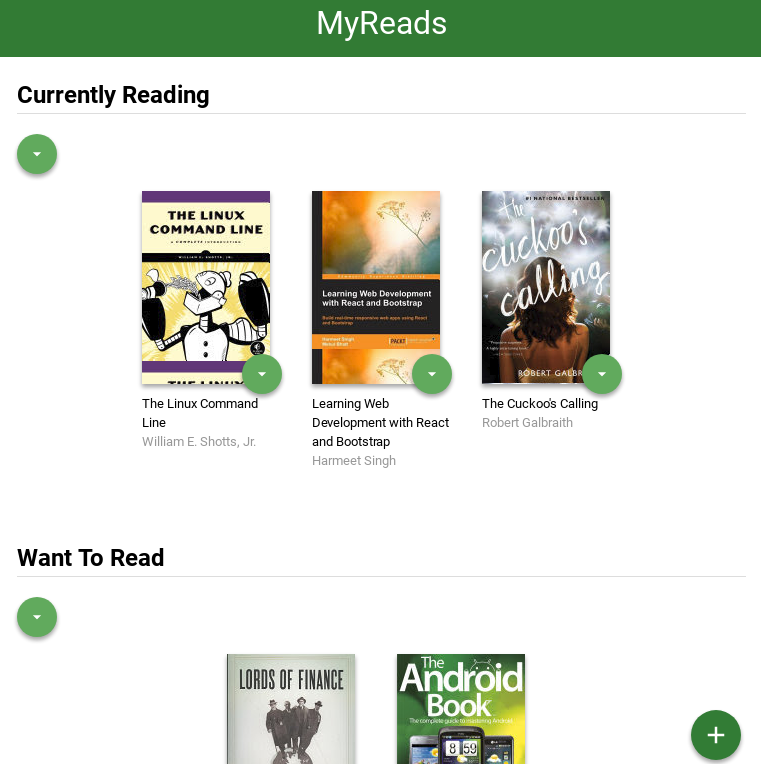 MyReads
Currently Reading
THE LINUX
COMMAND LINE
A COMPLETE INTRODUCTION
WILLIAM E. SHOTTS, JR.
THE LINUX
Learning Web Development
with React and Bootstrap
Build real-time responsive web apps using React
and Bootstrap
Harmeet Singh
PACKT
#1 NATIONAL BESTSELLER
the
cuckoo's
calling
ROBERT GALBR
The Linux Command
Line
William E. Shotts, Jr.
Learning Web
Development with React
and Bootstrap
Harmeet Singh
The Cuckoo's Calling
Robert Galbraith
Want To Read
LORDS OF FINANCE
The
Android
Book
The complete guide to mastering Android
8 59